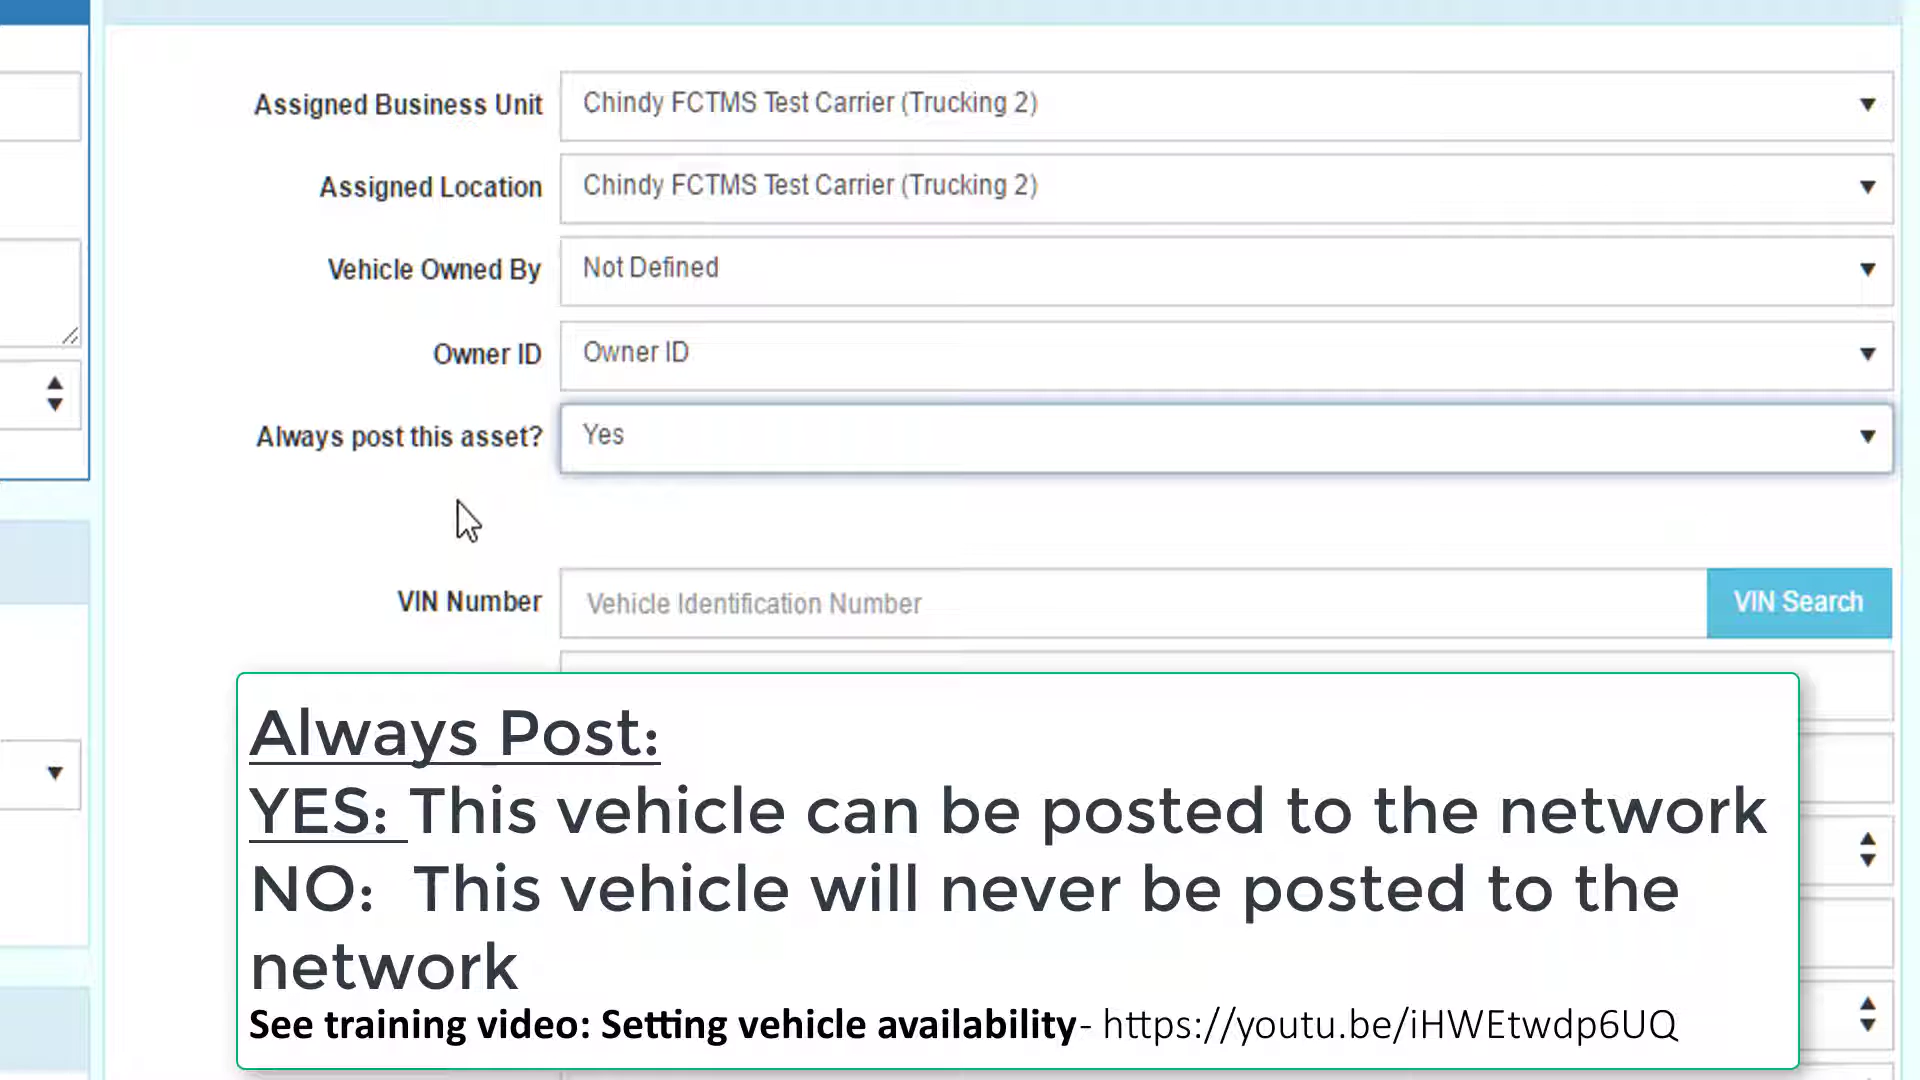 Assigned Business Unit Chindy FCTMS Test Carrier (Trucking 2)
Assigned Location Chindy FCTMS Test Carrier (Trucking 2)
Vehicle Owned By Not Defined
Owner ID Owner ID
Always post this asset? Yes
VIN Number Vehicle Identification Number VIN Search
Always Post:
YES: This vehicle can be posted to the network
NO: This vehicle will never be posted to the
network
See training video: Setting vehicle availability- https://youtu.be/iHWEtwdp6UQ